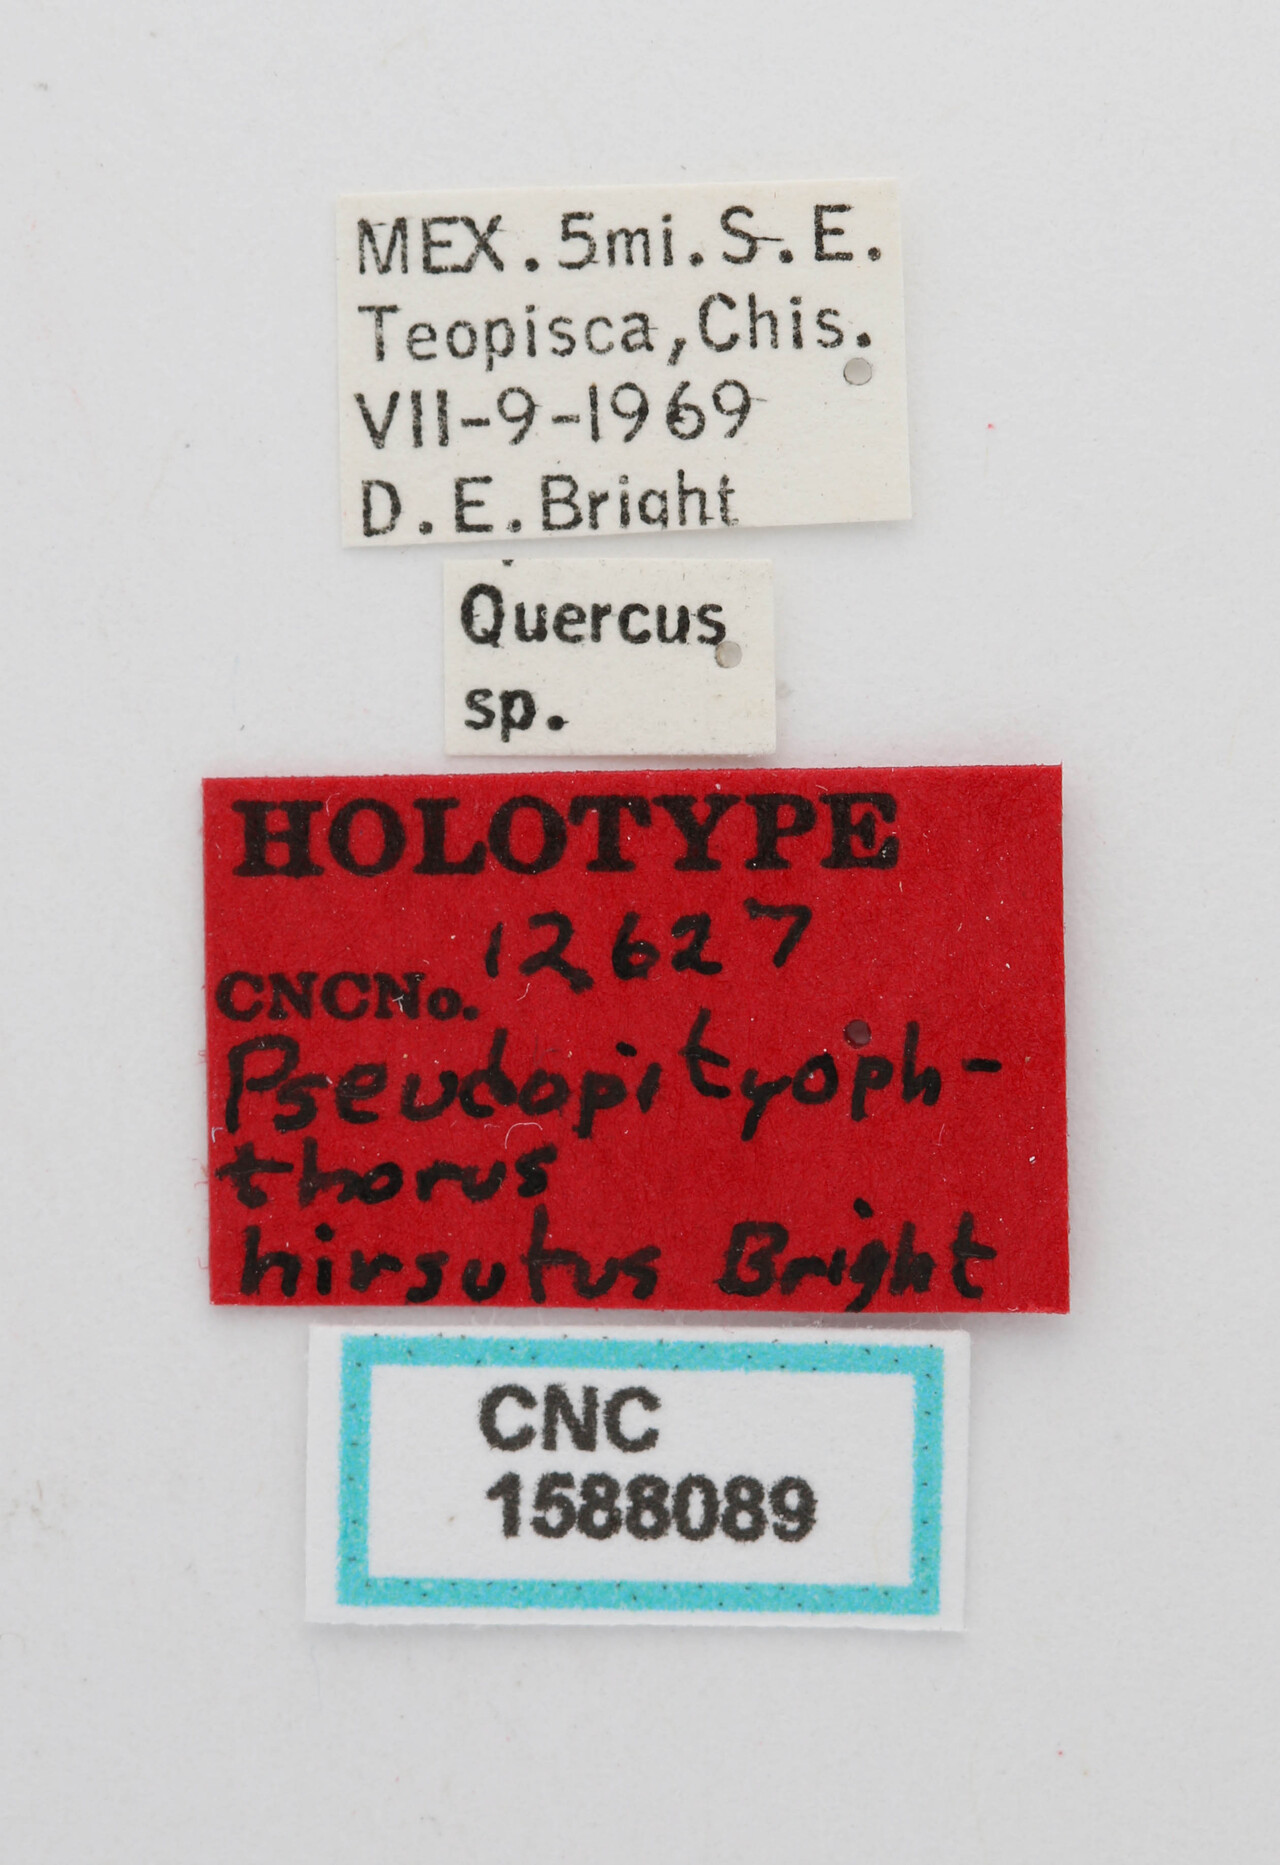 MEX. 5mi. S. E.
Teopisca, Chis.
VII-9-1969
D. E. Bright
Quercus
sp.
HOLOTYPE
12627
CNCNo.
Pseudopityoph-
thorus
hirsutus Bright
CNC
1588089